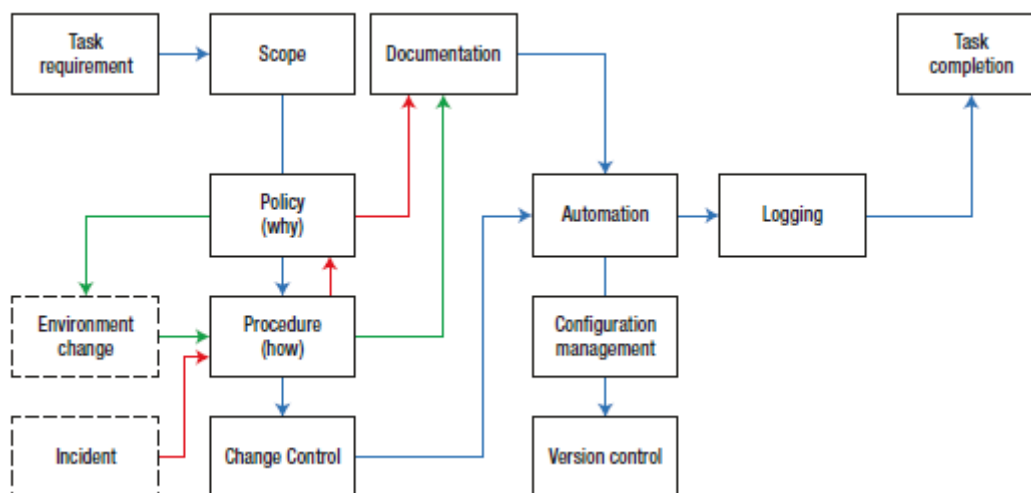 Task
requirement
Scope
Documentation
Task
completion
Policy
(why)
Automation
Logging
Environment
change
Procedure
(how)
Configuration
management
Incident
Change Control
Version control